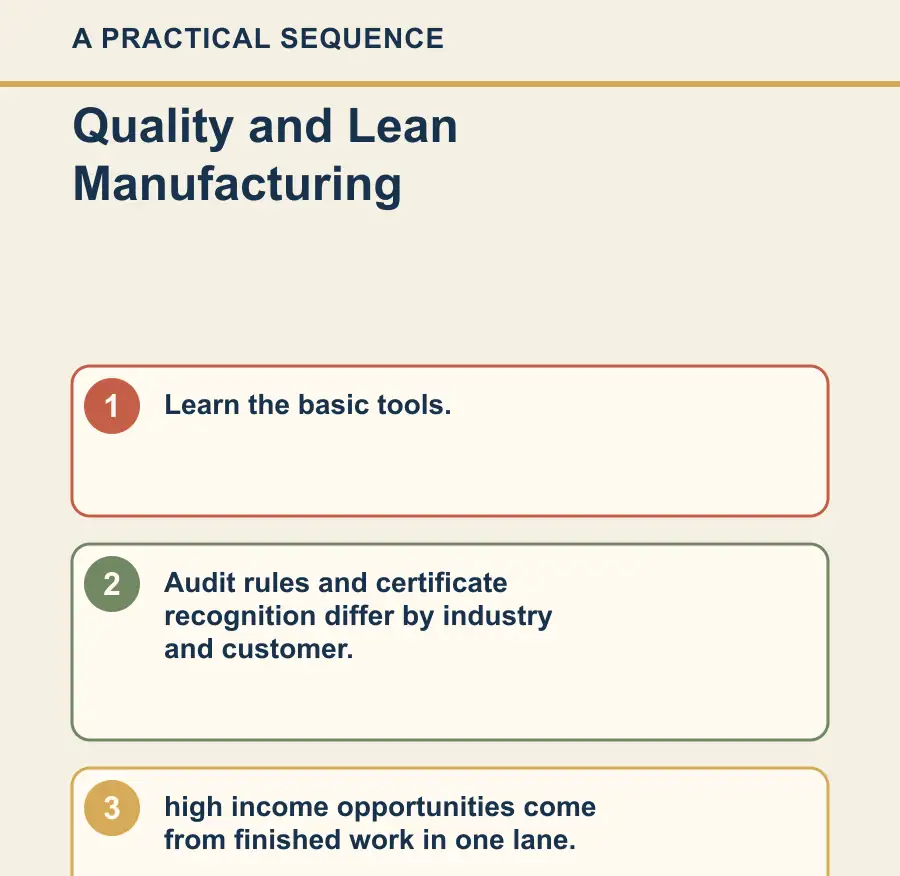 A PRACTICAL SEQUENCE
Quality and Lean
Manufacturing
1
Learn the basic tools.
2
Audit rules and certificate
recognition differ by industry
and customer.
3
high income opportunities come
from finished work in one lane.